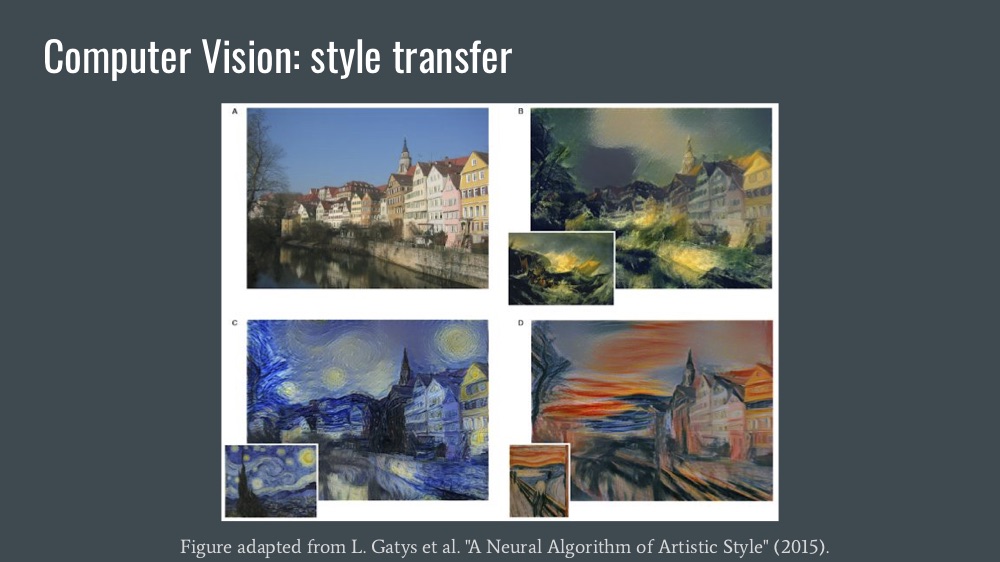 Computer Vision: style transfer
A
B
C
D
Figure adapted from L. Gatys et al. "A Neural Algorithm of Artistic Style" (2015).